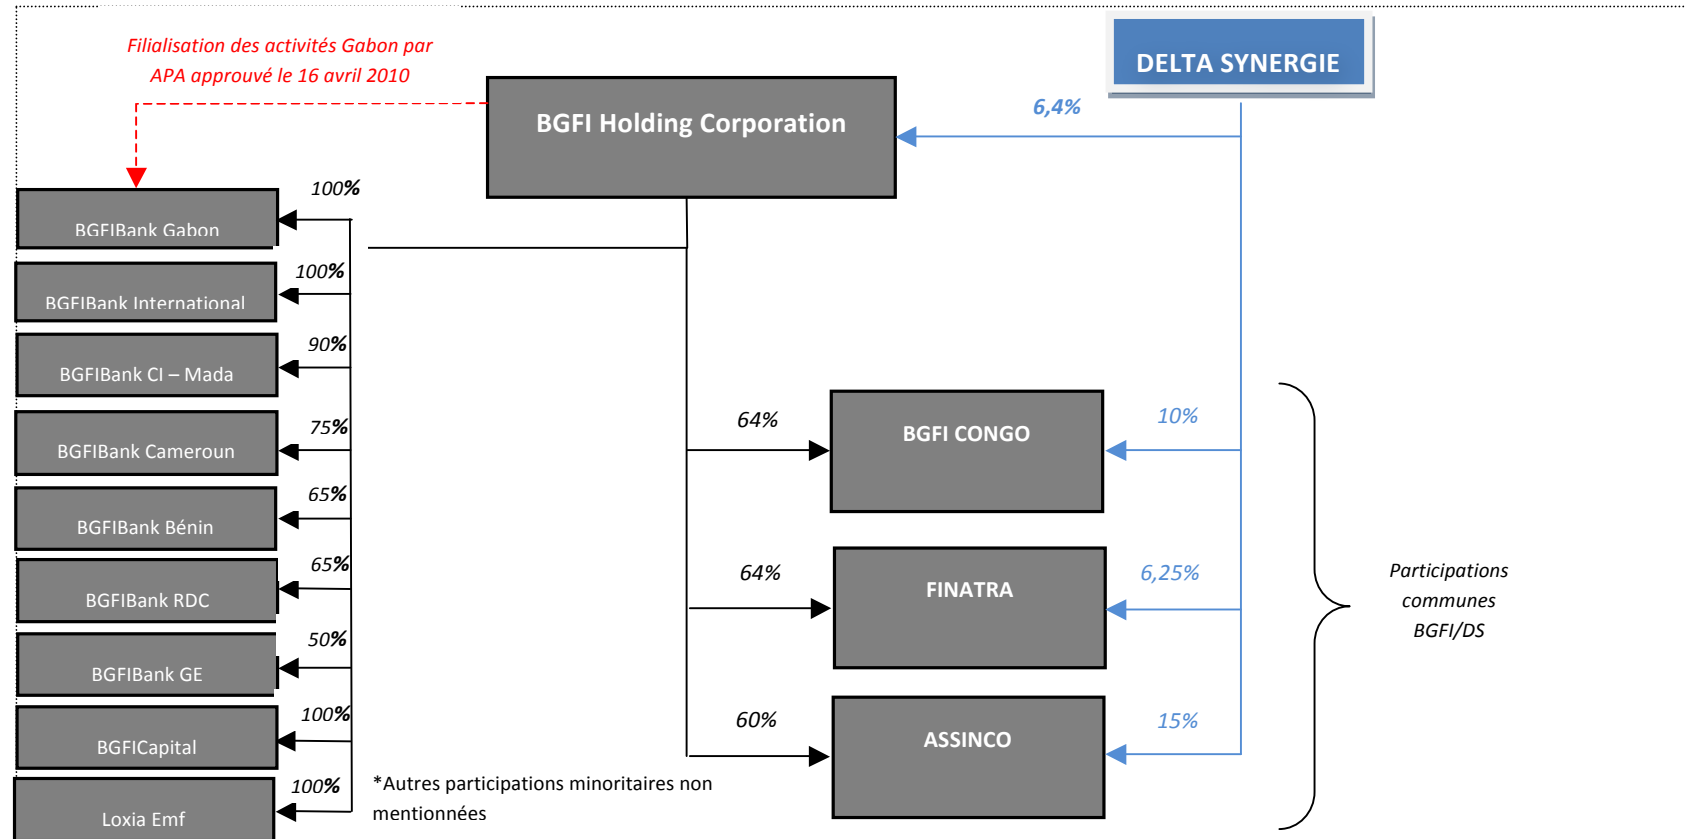 Filialisation des activités Gabon par
APA approuvé le 16 avril 2010
DELTA SYNERGIE
BGFI Holding Corporation
6,4%
100%
BGFIBank Gabon
100%
BGFIBank International
90%
BGFIBank CI – Mada
75%
BGFIBank Cameroun
65%
BGFIBank Bénin
65%
BGFIBank RDC
50%
BGFIBank GE
100%
BGFICapital
100%
Loxia Emf
64%
BGFI CONGO
10%
64%
FINATRA
6,25%
60%
ASSINCO
15%
Participations
communes
BGFI/DS
*Autres participations minoritaires non
mentionnées